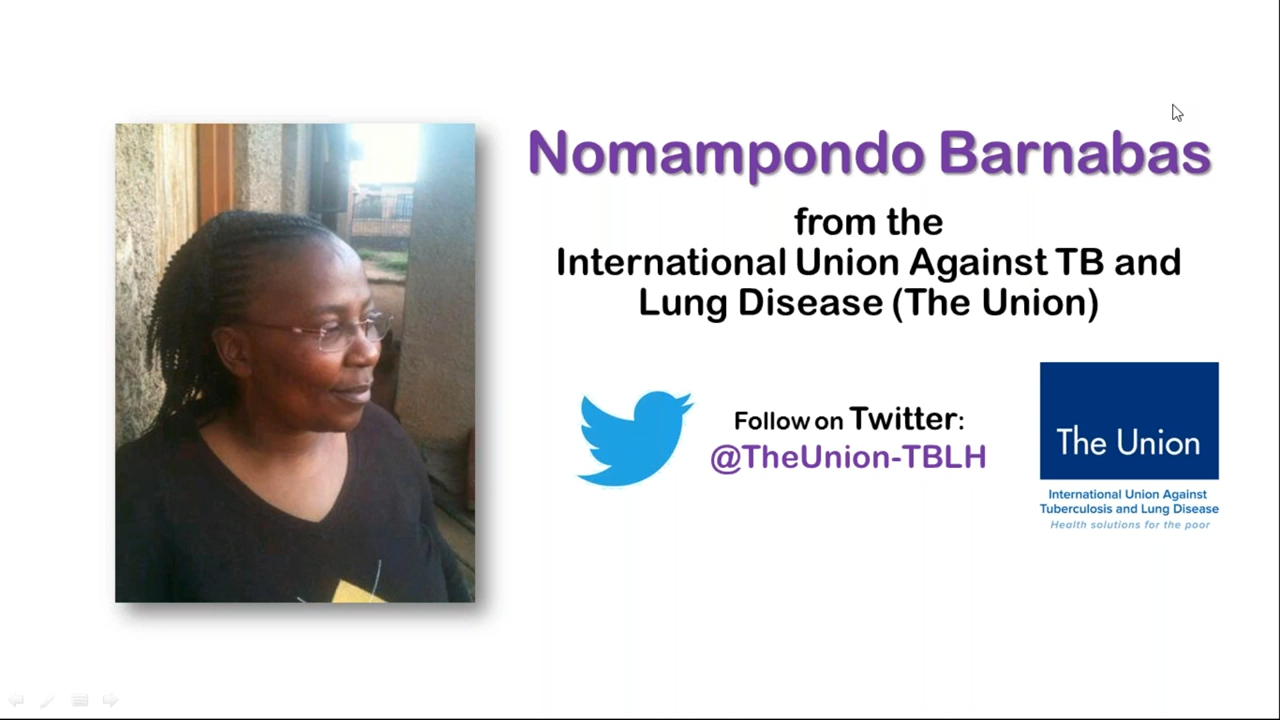 Nomampondo Barnabas
from the
International Union Against TB and
Lung Disease (The Union)
Follow on Twitter:
@TheUnion-TBLH
The Union
International Union Against
Tuberculosis and Lung Disease
Health solutions for the poor